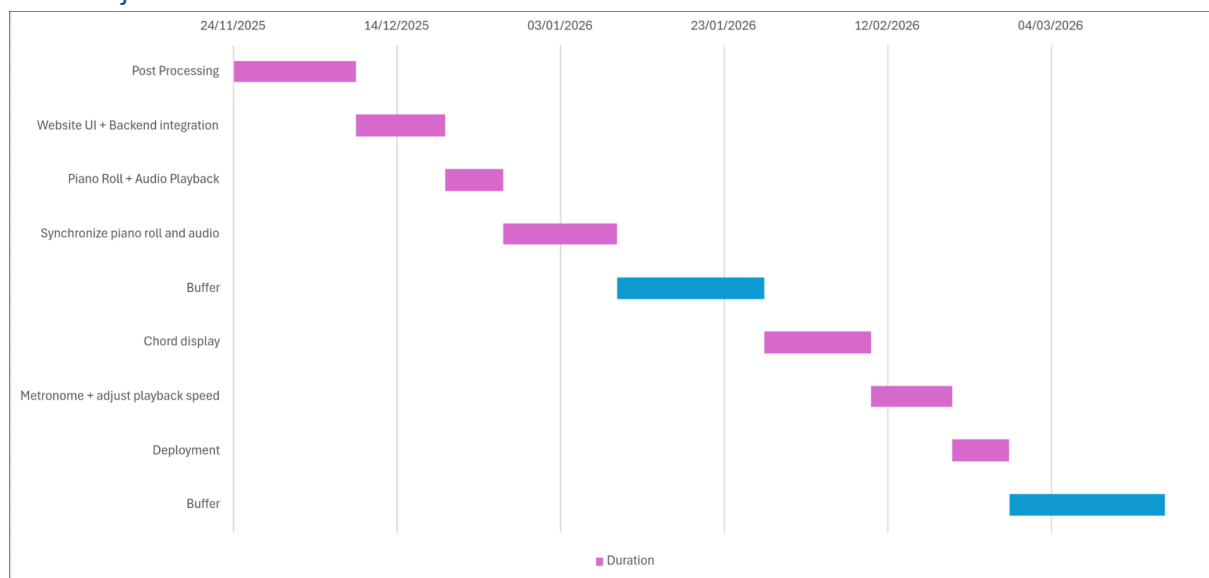 24/11/2025 14/12/2025 03/01/2026 23/01/2026 12/02/2026 04/03/2026
Post Processing
Website UI + Backend integration
Piano Roll + Audio Playback
Synchronize piano roll and audio
Buffer
Chord display
Metronome + adjust playback speed
Deployment
Buffer
Duration